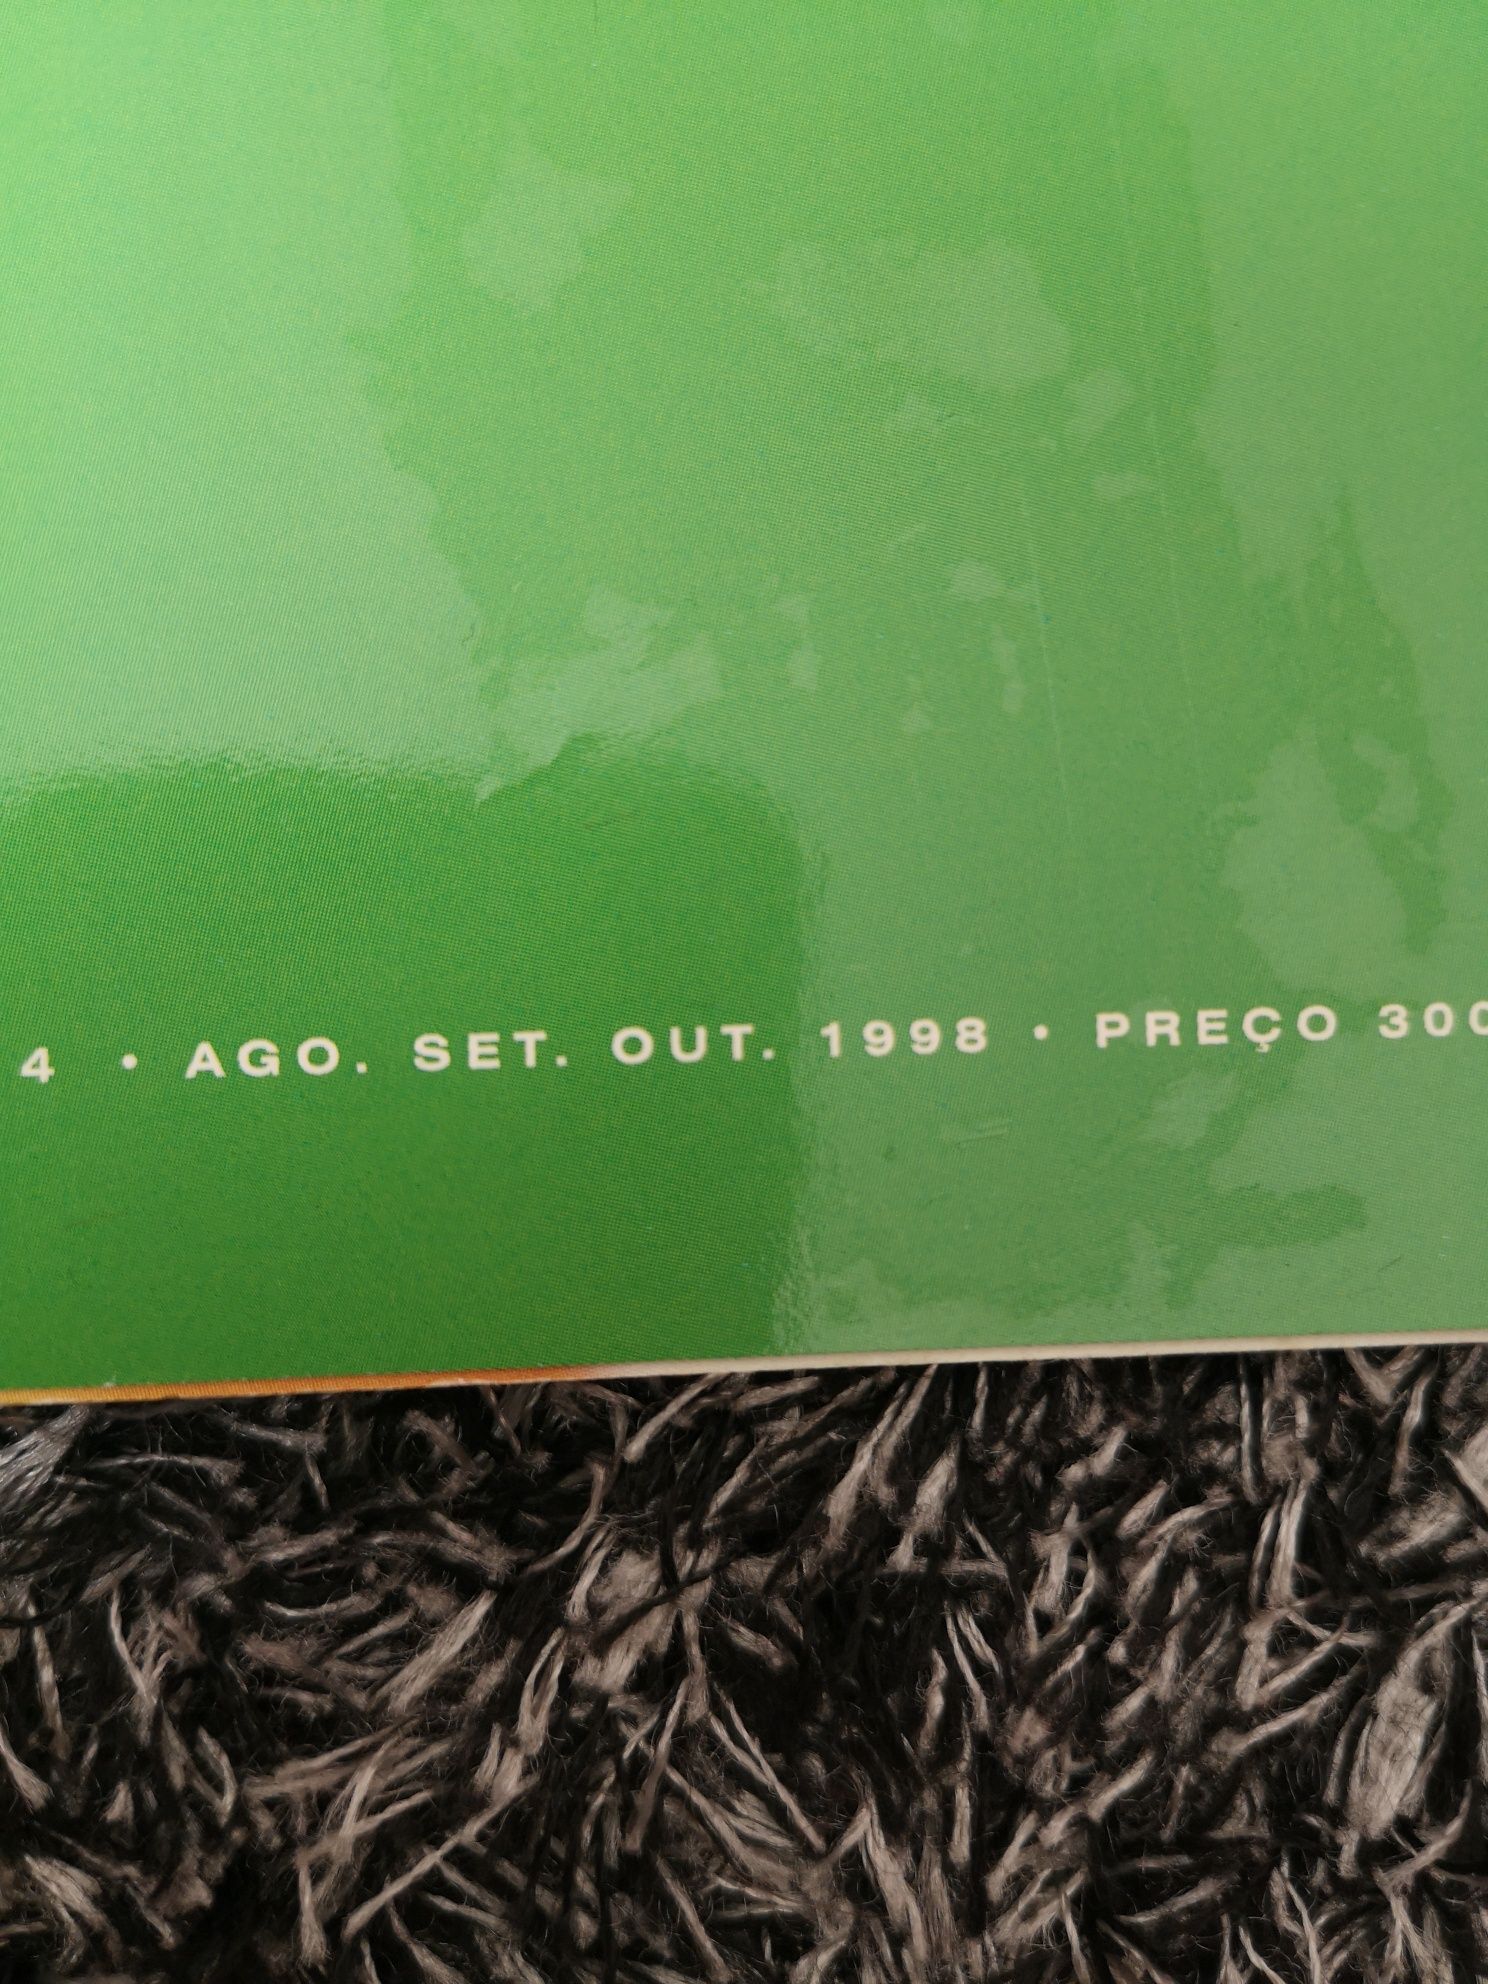 4 • AGO. SET. OUT. 1998 • PREÇO 300